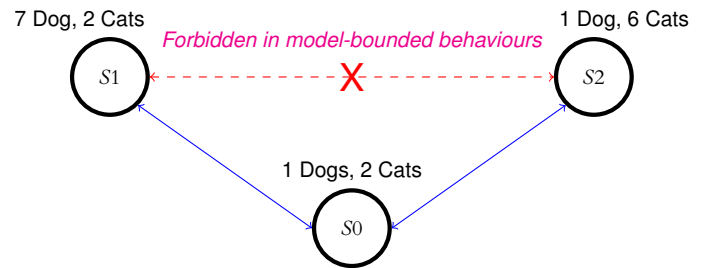 7 Dog, 2 Cats
1 Dog, 6 Cats
Forbidden in model-bounded behaviours
S1
X
S2
1 Dogs, 2 Cats
S0